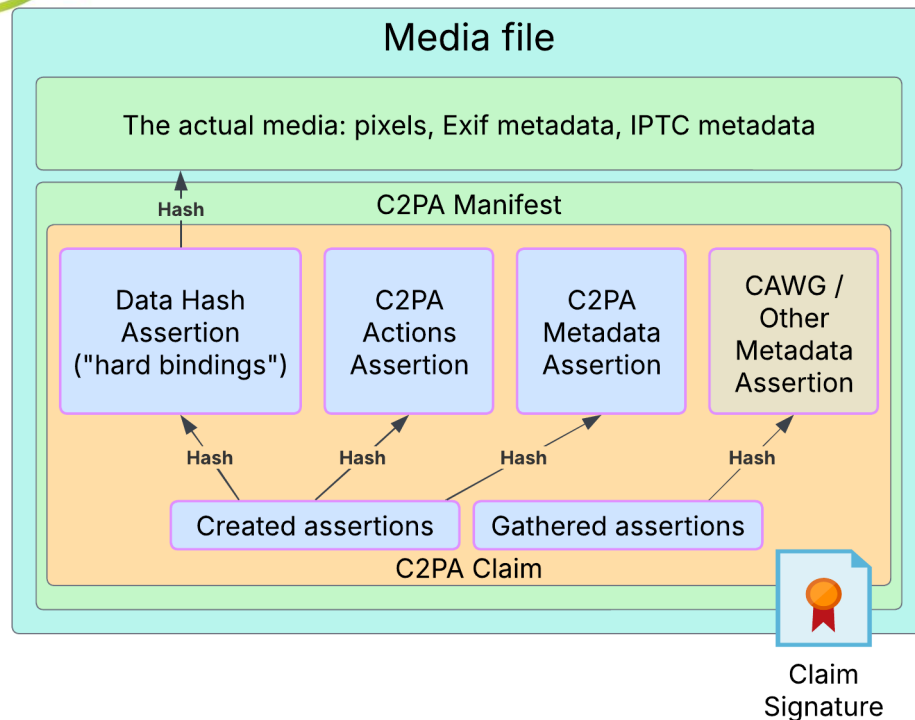 Media file
The actual media: pixels, Exif metadata, IPTC metadata
Hash
C2PA Manifest
Data Hash
Assertion
("hard bindings")
C2PA
Actions
Assertion
C2PA
Metadata
Assertion
CAWG /
Other
Metadata
Assertion
Hash
Hash
Hash
Hash
Created assertions
Gathered assertions
C2PA Claim
Claim
Signature